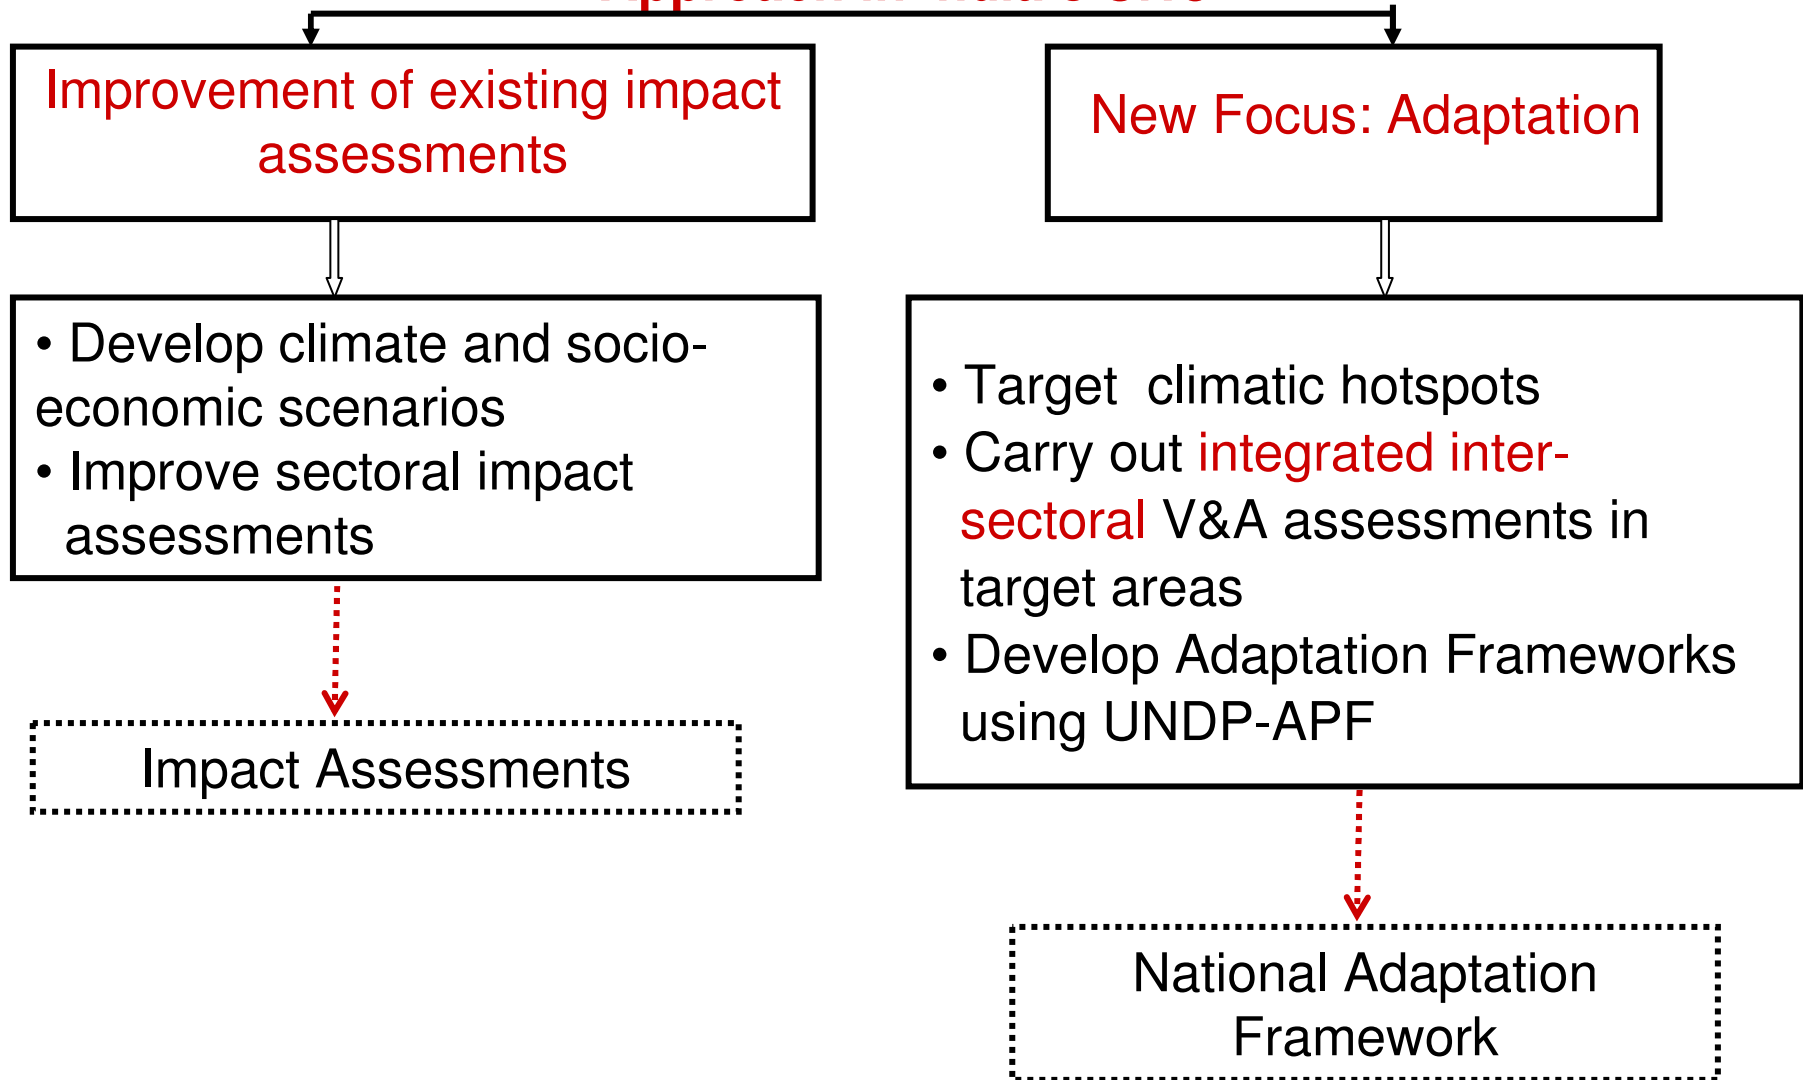 Improvement of existing impact
assessments
New Focus: Adaptation
• Develop climate and socio-
economic scenarios
• Improve sectoral impact
assessments
• Target climatic hotspots
• Carry out integrated inter-
sectoral V&A assessments in
target areas
• Develop Adaptation Frameworks
using UNDP-APF
Impact Assessments
National Adaptation
Framework